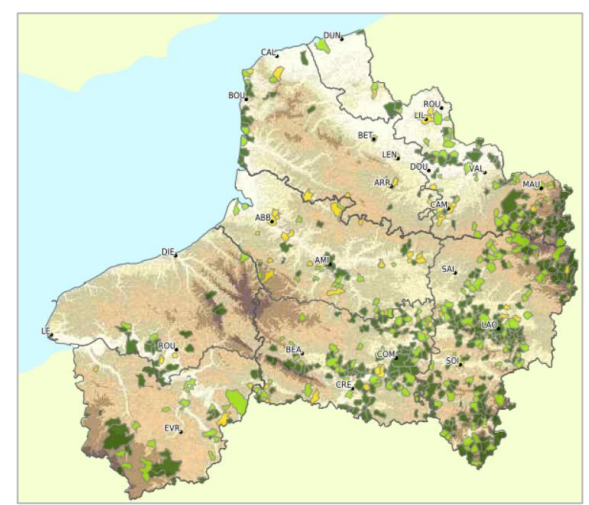 DUN
CAL
BOU
ROU
LIL
BET
LEN
DOU
VAL
MAU
ARR
CAM
ABB
DIE
AMI
SAI
LE
ROU
BEA
COM
LAO
SOI
CRE
EVR